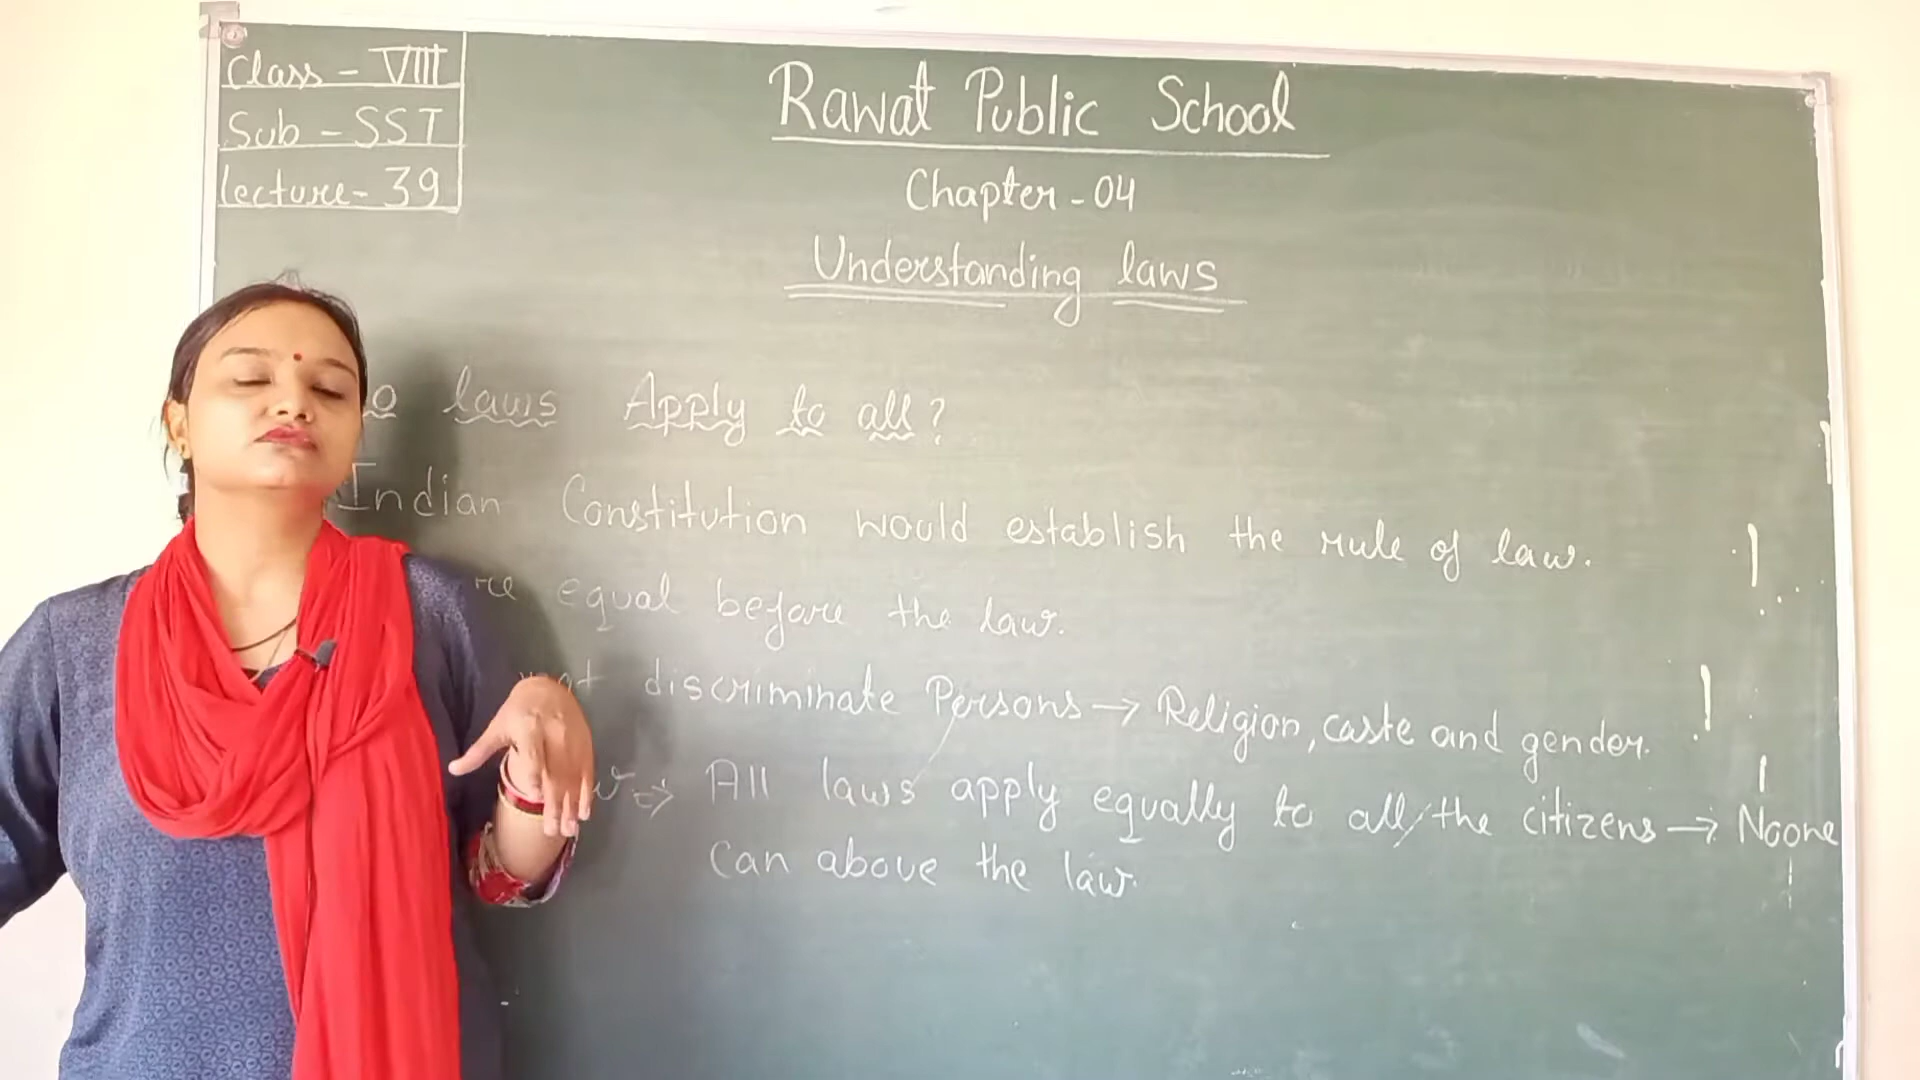 Class - VIII
Sub - SST
Lecture - 39
Rawat Public School
Chapter - 04
Understanding laws
laws Apply to all?
Indian Constitution would establish the rule of law.
equal before the law.
discriminate Persons → Religion, caste and gender.
All laws apply equally to all/the citizens → Noone
Can above the law.